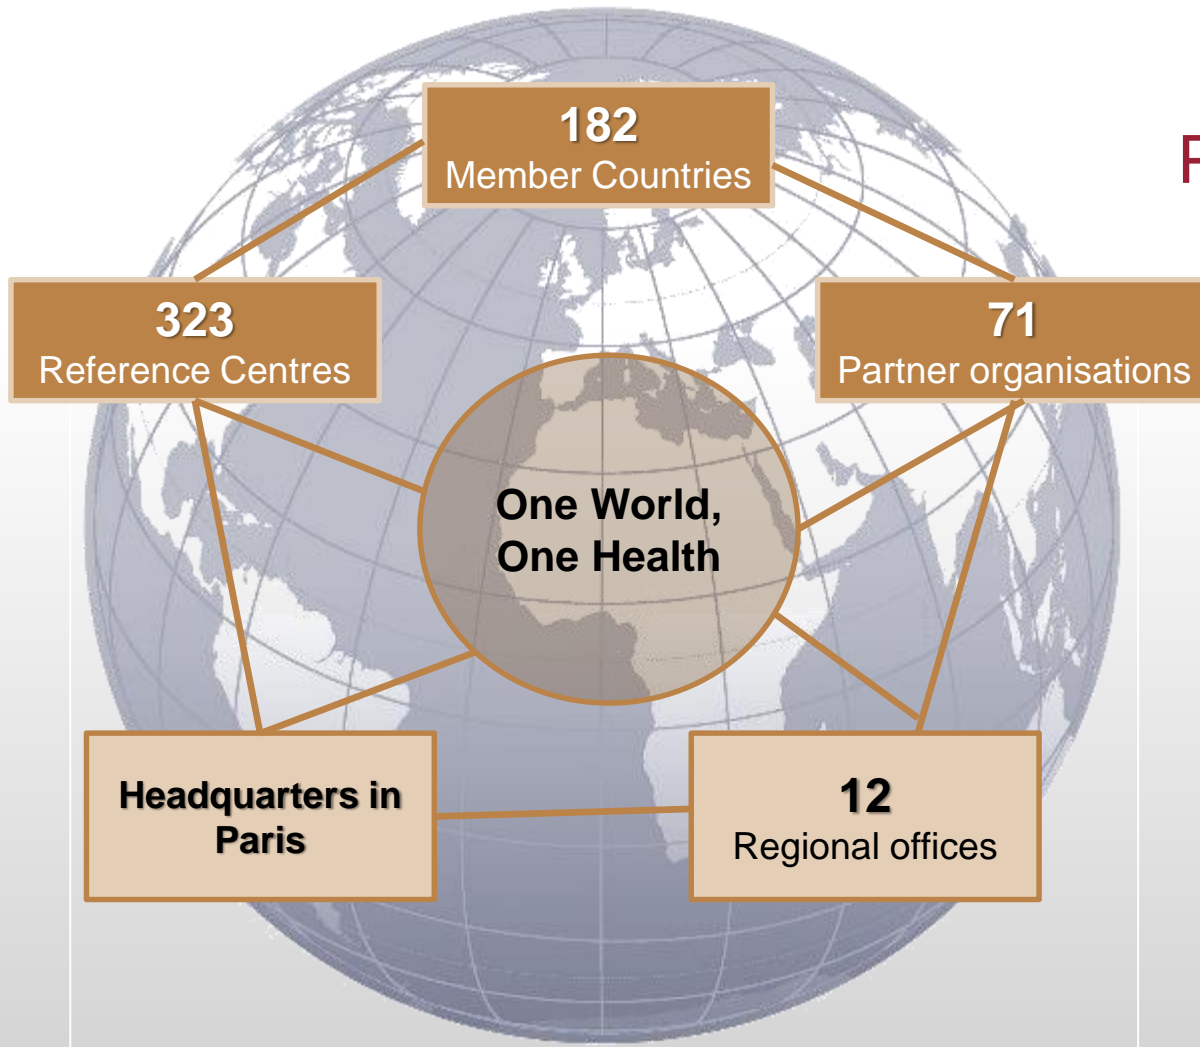 182
Member Countries
323
Reference Centres
71
Partner organisations
One World,
One Health
Headquarters in
Paris
12
Regional offices